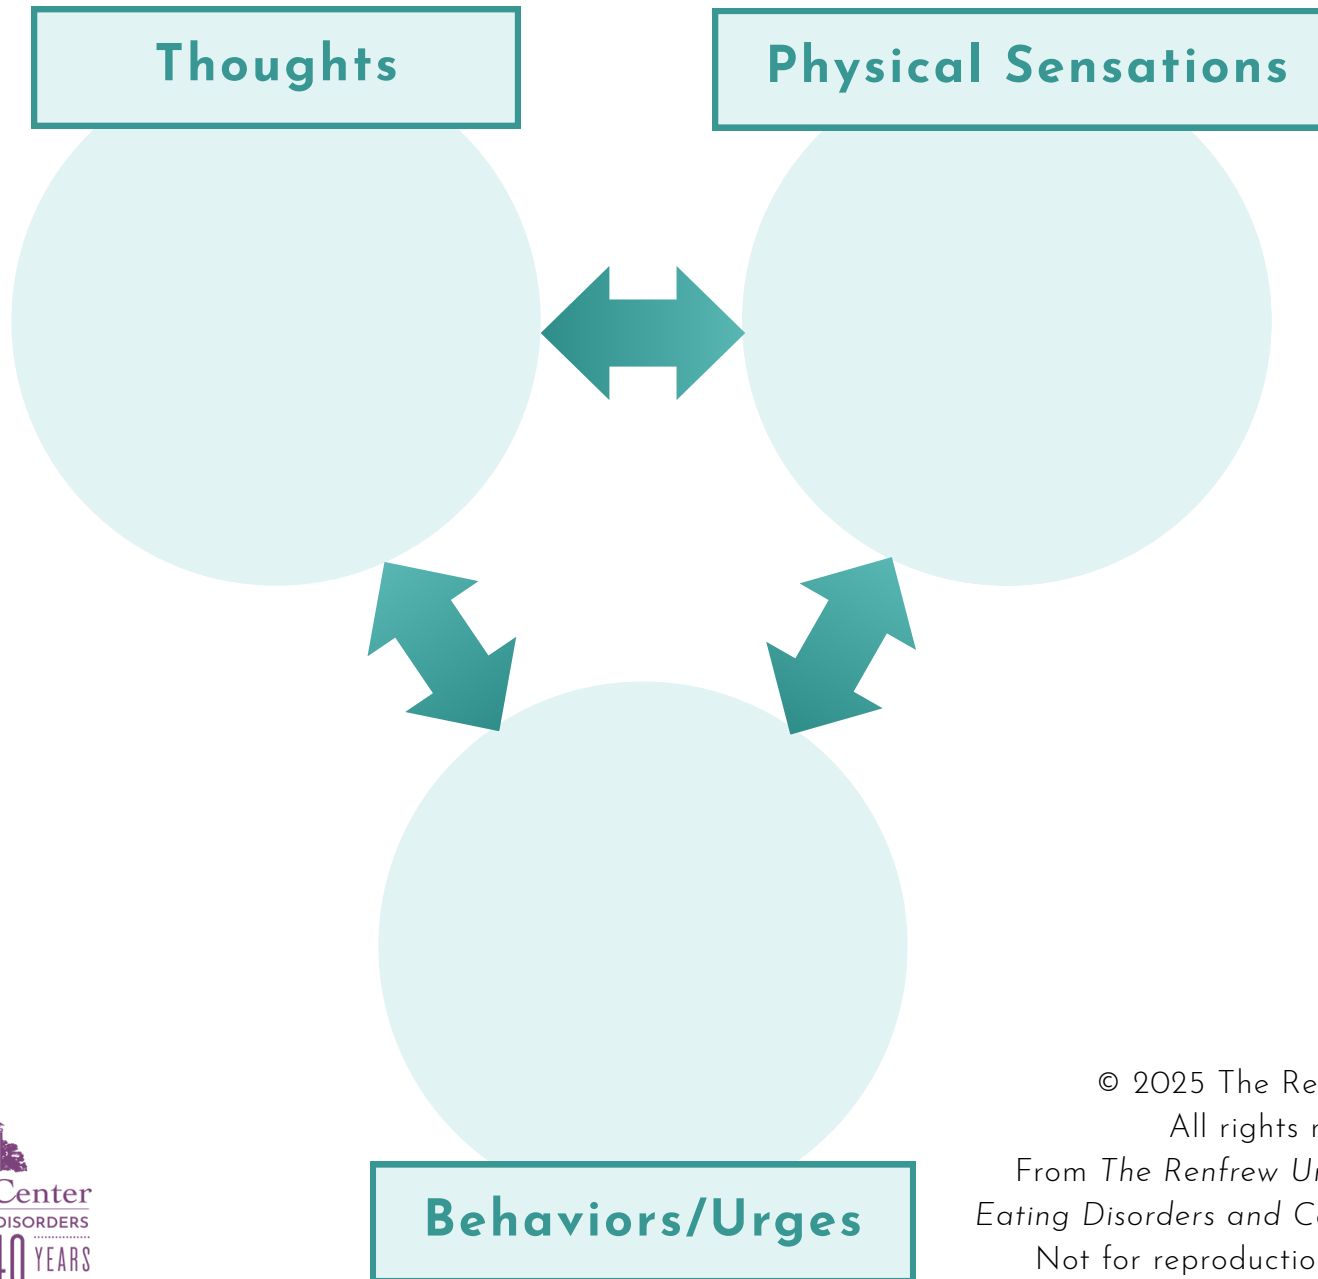 Thoughts
Physical Sensations
Behaviors/Urges
© 2025 The Re
All rights
From The Renfrew
Eating Disorders and
Not for
Center
DISORDERS
40 YEARS